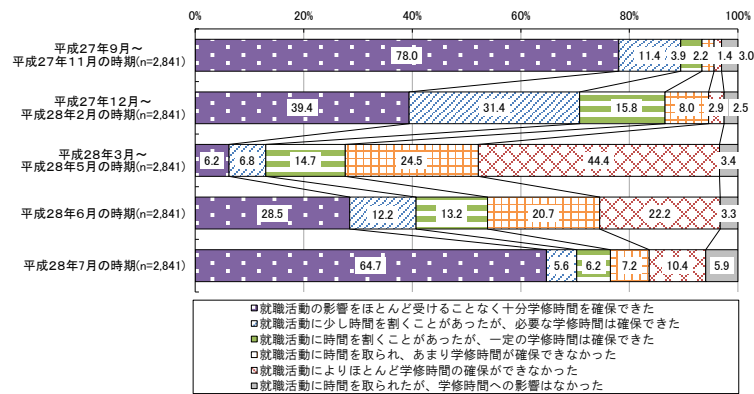 0% 20% 40% 60% 80% 100%
平成27年9月～
平成27年11月の時期(n=2,841)
78.0 11.4 3.9 2.2 1.4 3.0
平成27年12月～
平成28年2月の時期(n=2,841)
39.4 31.4 15.8 8.0 2.9 2.5
平成28年3月～
平成28年5月の時期(n=2,841)
6.2 6.8 14.7 24.5 44.4 3.4
平成28年6月の時期(n=2,841)
28.5 12.2 13.2 20.7 22.2 3.3
平成28年7月の時期(n=2,841)
64.7 5.6 6.2 7.2 10.4 5.9
就職活動の影響をほとんど受けることなく十分学修時間を確保できた
就職活動に少し時間を割くことがあったが、必要な学修時間は確保できた
就職活動に時間を割くことがあったが、一定の学修時間は確保できた
就職活動に時間を取られ、あまり学修時間が確保できなかった
就職活動によりほとんど学修時間の確保ができなかった
就職活動に時間を取られたが、学修時間への影響はなかった